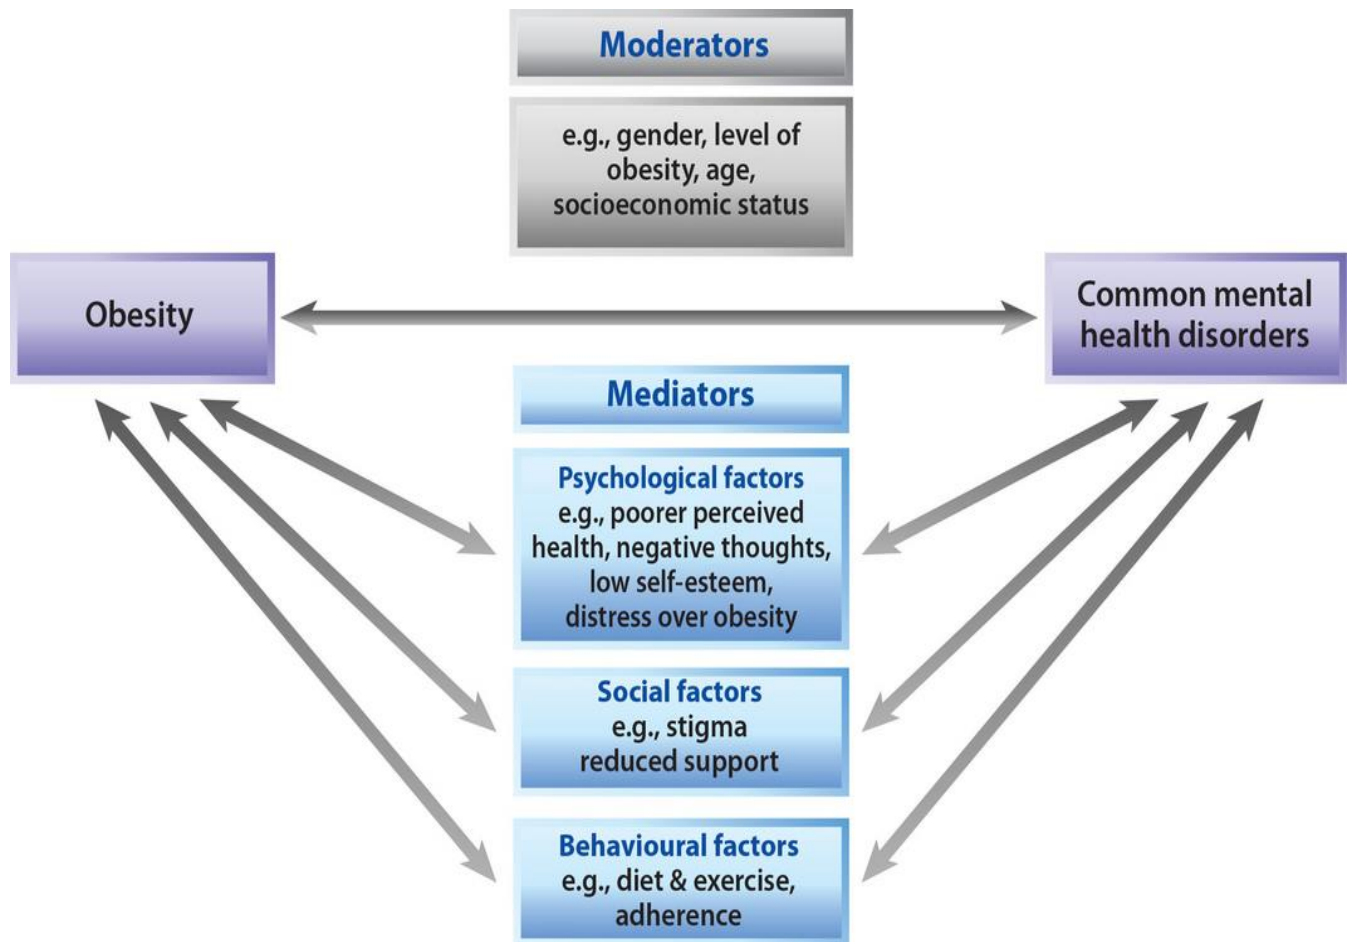 Moderators
e.g., gender, level of
obesity, age,
socioeconomic status
Obesity
Common mental
health disorders
Mediators
Psychological factors
e.g., poorer perceived
health, negative thoughts,
low self-esteem,
distress over obesity
Social factors
e.g., stigma
reduced support
Behavioural factors
e.g., diet & exercise,
adherence